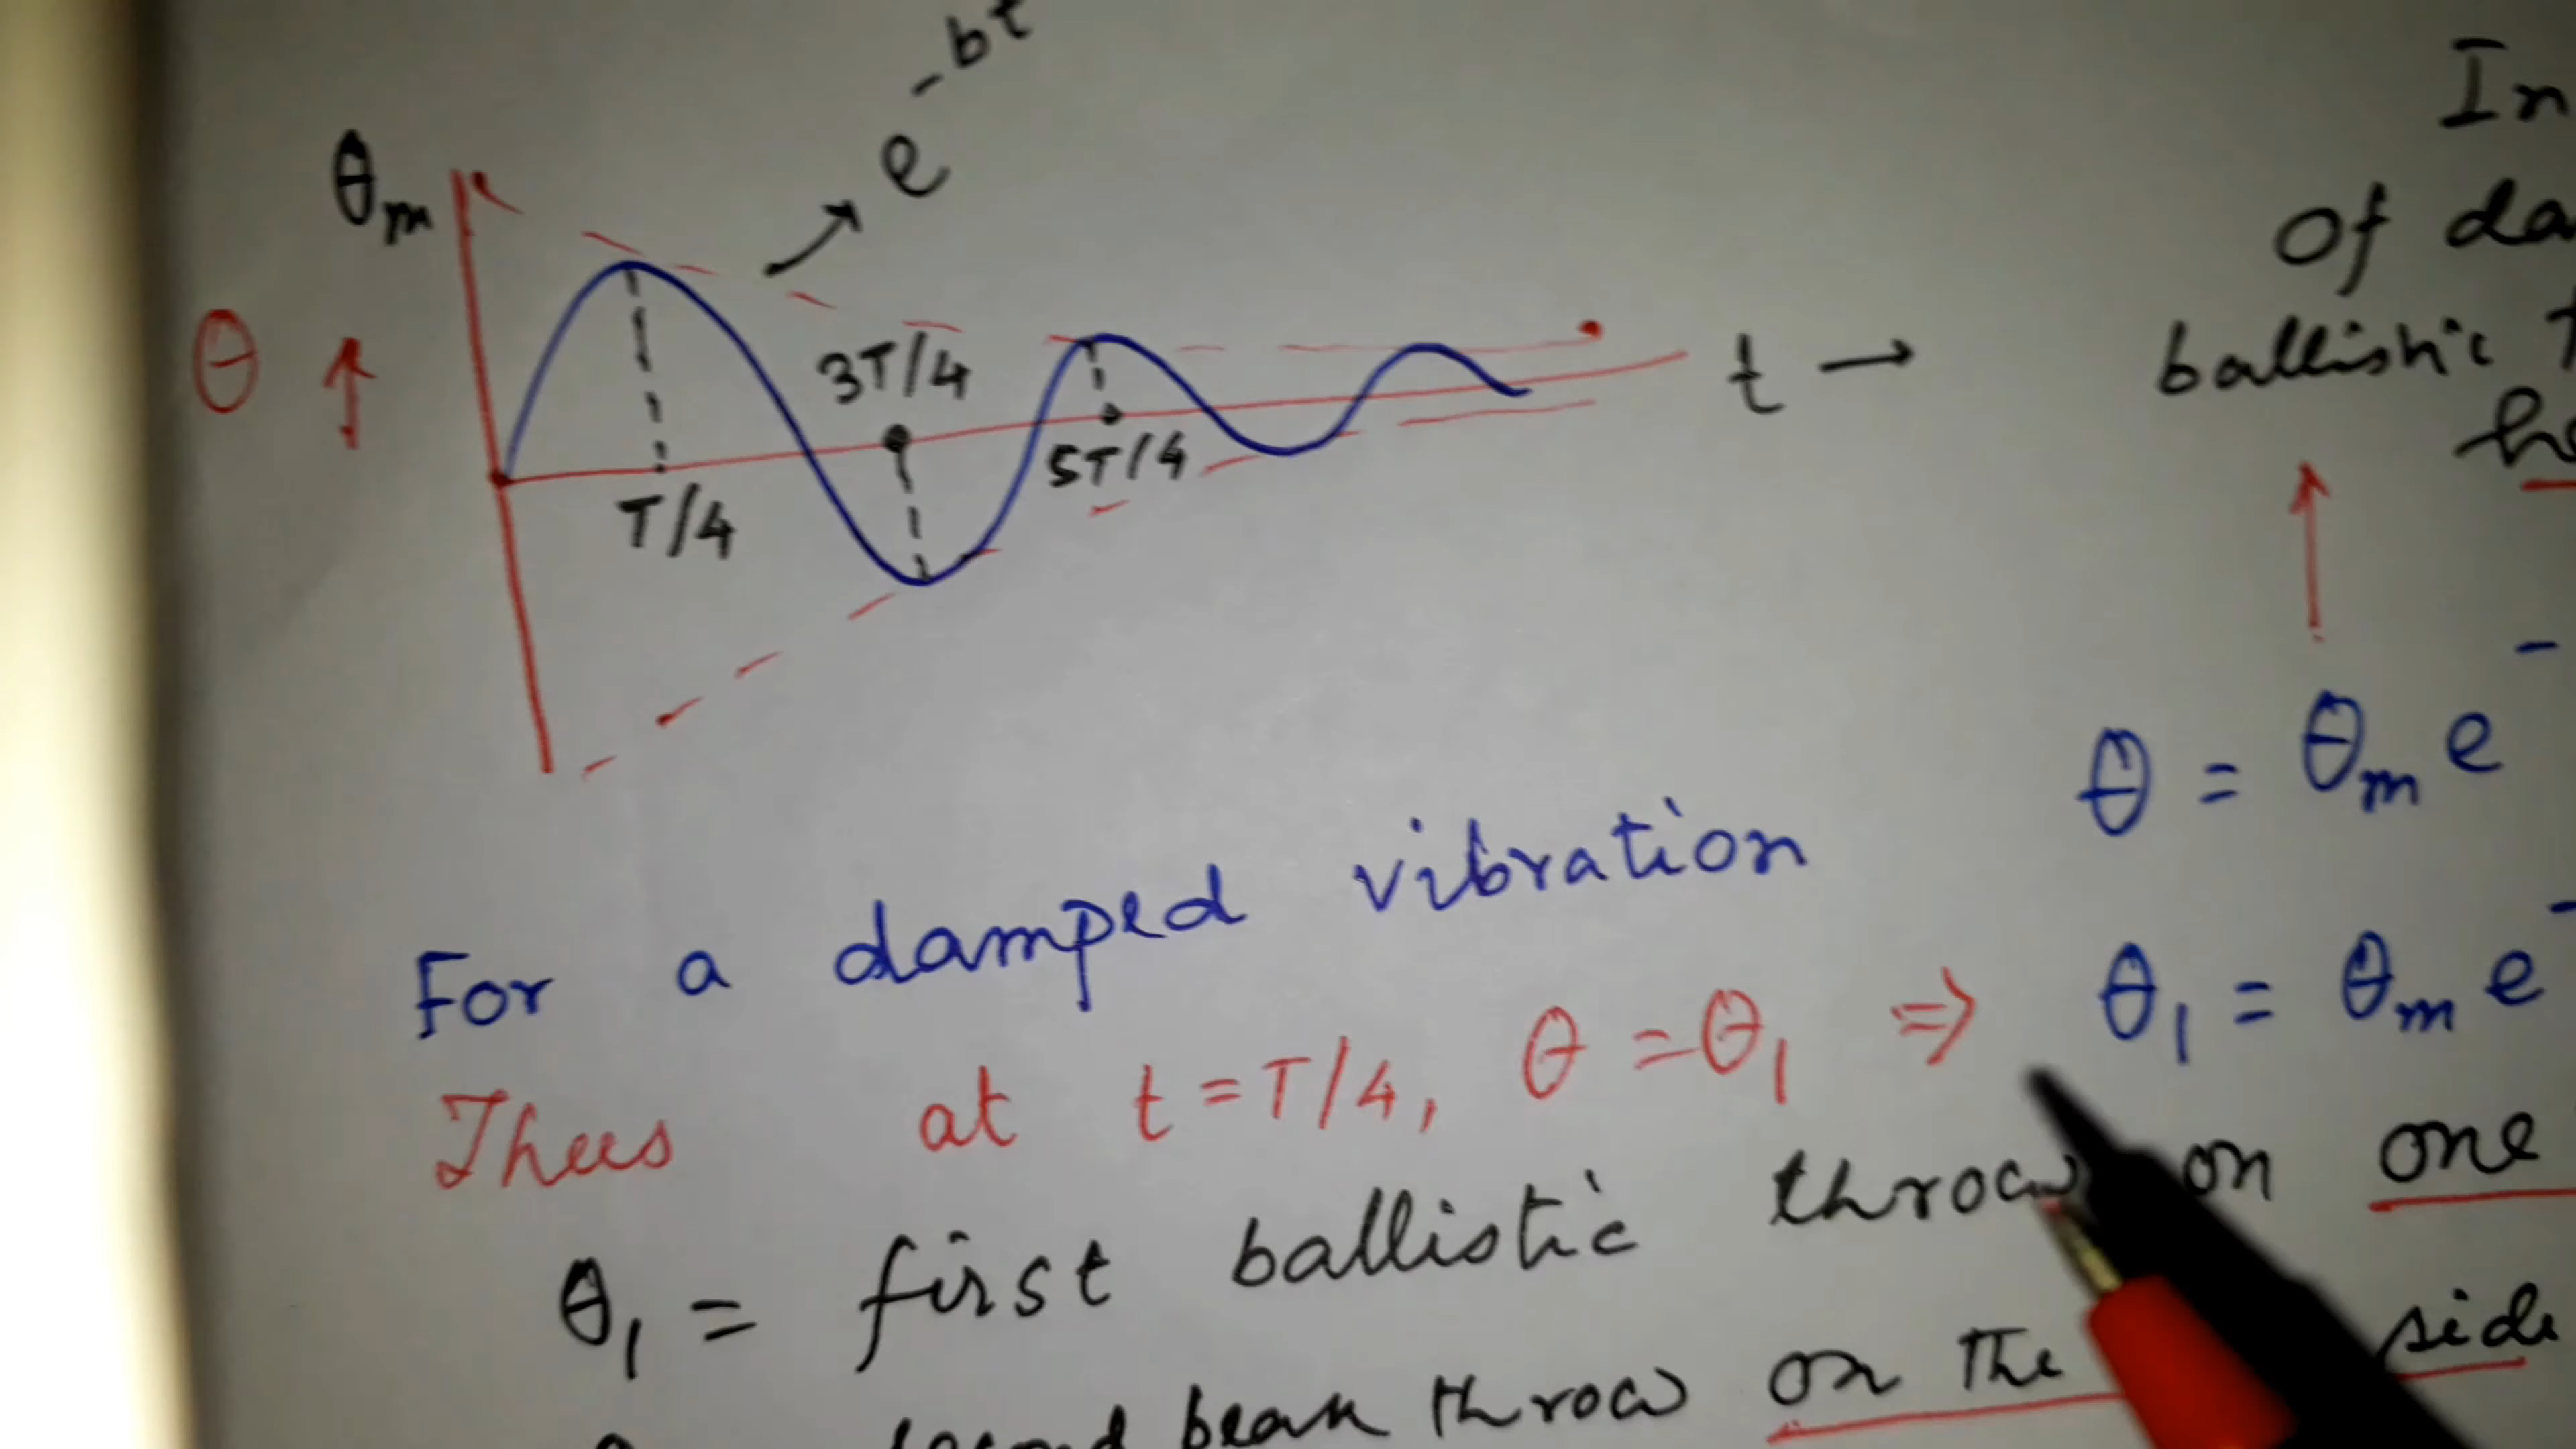 e^{-bt}
θₘ
θ ↑
3T/4
t →
5T/4
T/4
In
Of da
ballistic
For a damped vibration
θ = θₘ e^-
Thus at t = T/4, θ = θ₁ ⇒ θ₁ = θₘ e^-
θ₁ = first ballistic throw on one
throw on the side